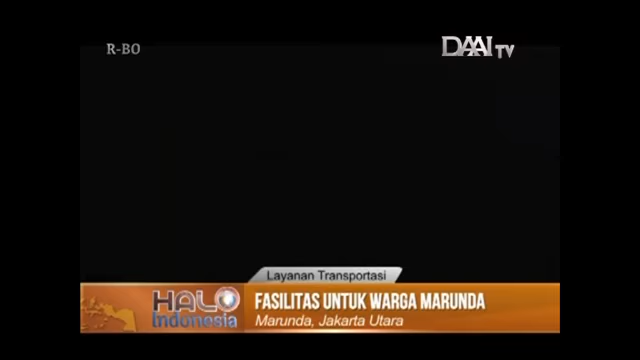 R-BO
DAAI TV
Layanan Transportasi
HALO
Indonesia
FASILITAS UNTUK WARGA MARUNDA
Marunda, Jakarta Utara